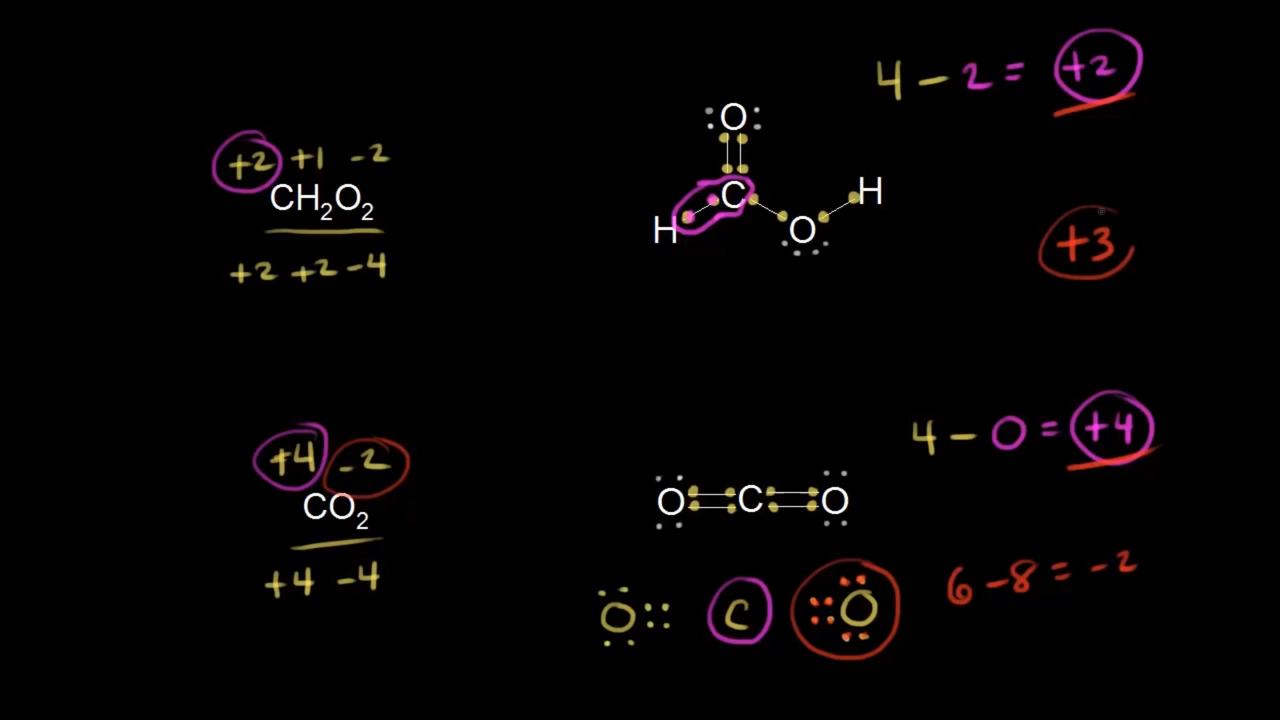 4 - 2 = +2
+2 +1 -2
CH2O2
+2 +2 -4
O
C
H
O
H
+3
+4 -2
CO2
+4 -4
4 - 0 = +4
O C O
O C O
6 - 8 = -2